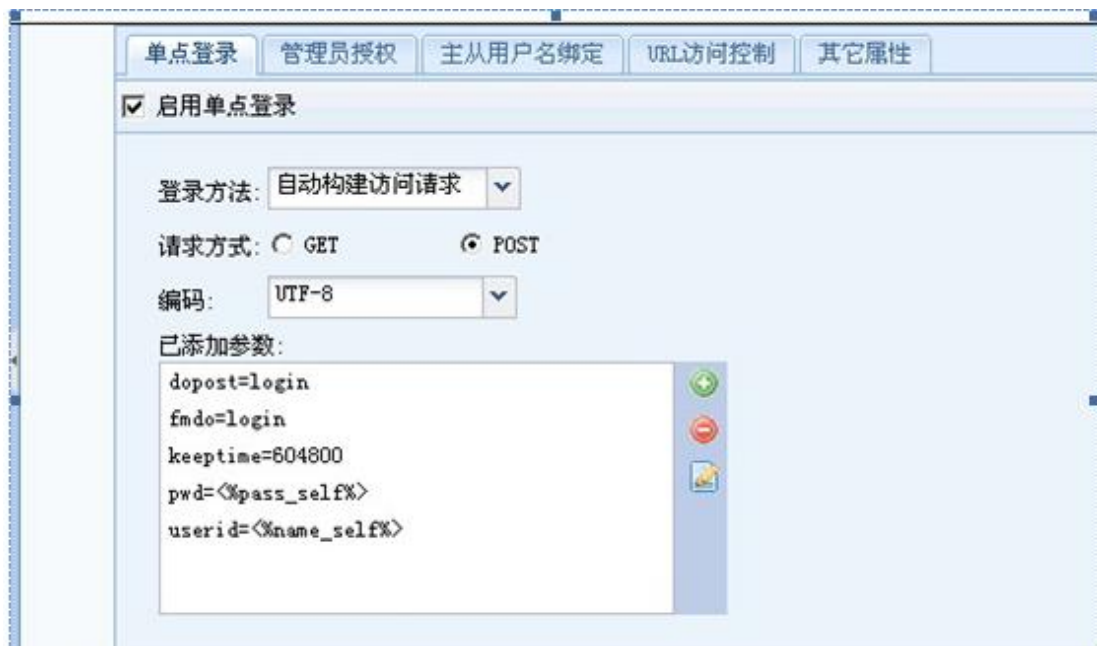 单点登录 管理员授权 主从用户名绑定 URL访问控制 其它属性
启用单点登录
登录方法: 自动构建访问请求
请求方式: GET POST
编码: UTF-8
已添加参数:
dopost=login
fmdo=login
keeptime=604800
pwd=<%pass_self%>
userid=<%name_self%>